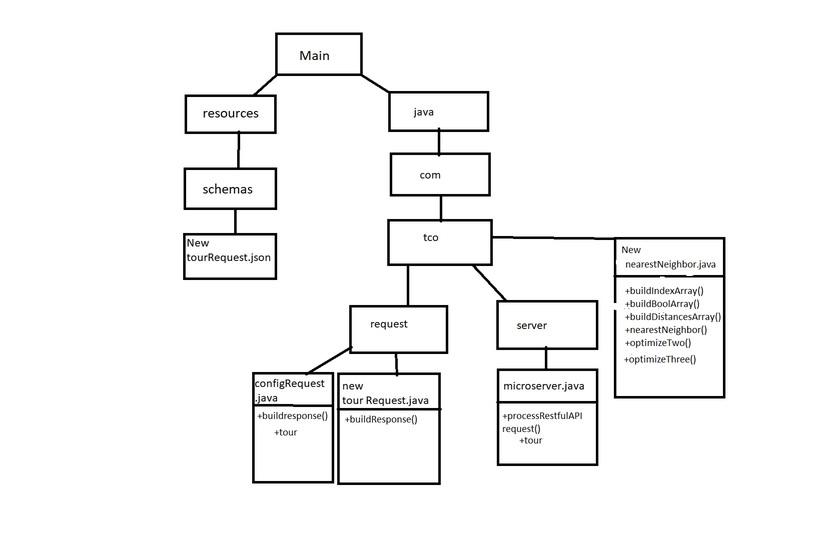 Main
resources
java
schemas
com
New
tourRequest.json
tco
New
nearestNeighbor.java
+buildIndexArray()
+buildBoolArray()
+buildDistancesArray()
+nearestNeighbor()
+optimizeTwo()
+optimizeThree()
request
server
configRequest
.java
+buildresponse()
+tour
new
tour Request.java
+buildResponse()
microserver.java
+processRestfulAPI
request()
+tour